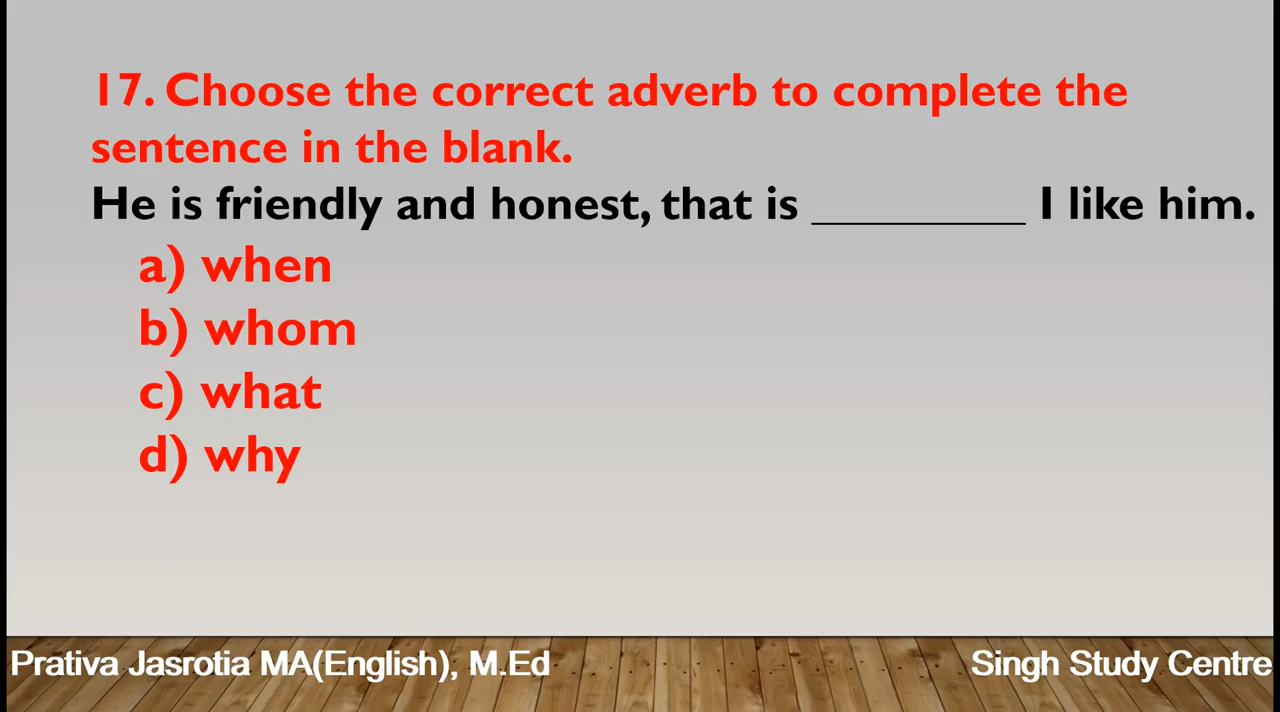 17. Choose the correct adverb to complete the
sentence in the blank.
He is friendly and honest, that is _________ I like him.
a) when
b) whom
c) what
d) why
Prativa Jasrotia MA(English), M.Ed
Singh Study Centre